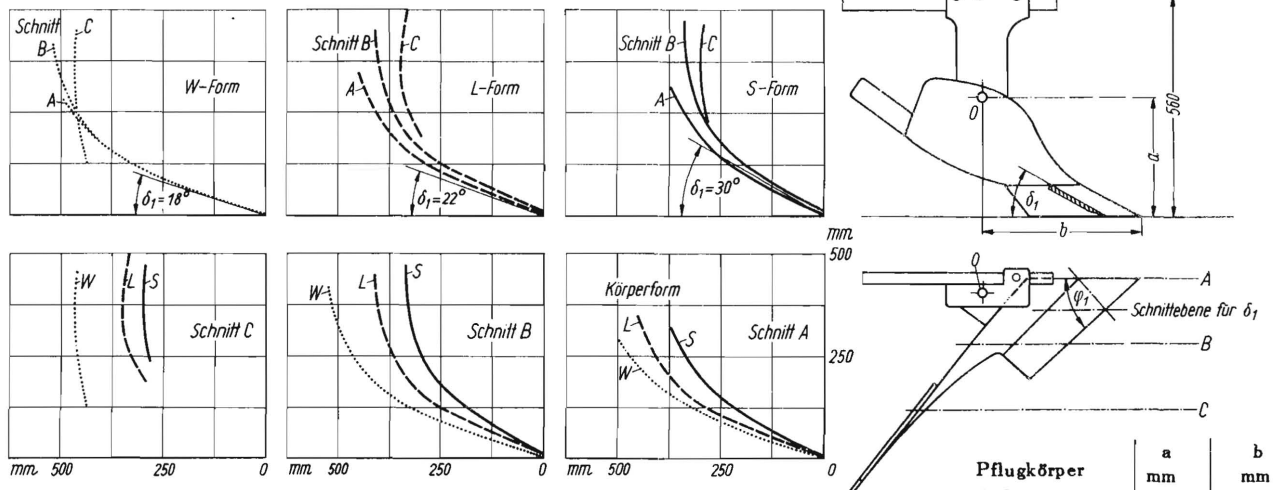 Schnitt
B
C
A
W-Form
δ₁=18°
Schnitt B
C
A
L-Form
δ₁=22°
Schnitt B
C
A
S-Form
δ₁=30°
O
a
560
δ₁
b
W
L
S
Schnitt C
mm 500 250 0
W
L
S
Schnitt B
mm 500 250 0
Körperform
L
S
W
Schnitt A
mm
500
250
0
mm 500 250
O
A
φ₁
Schnittebene für δ₁
B
C
Pflugkörper
a
mm
b
mm